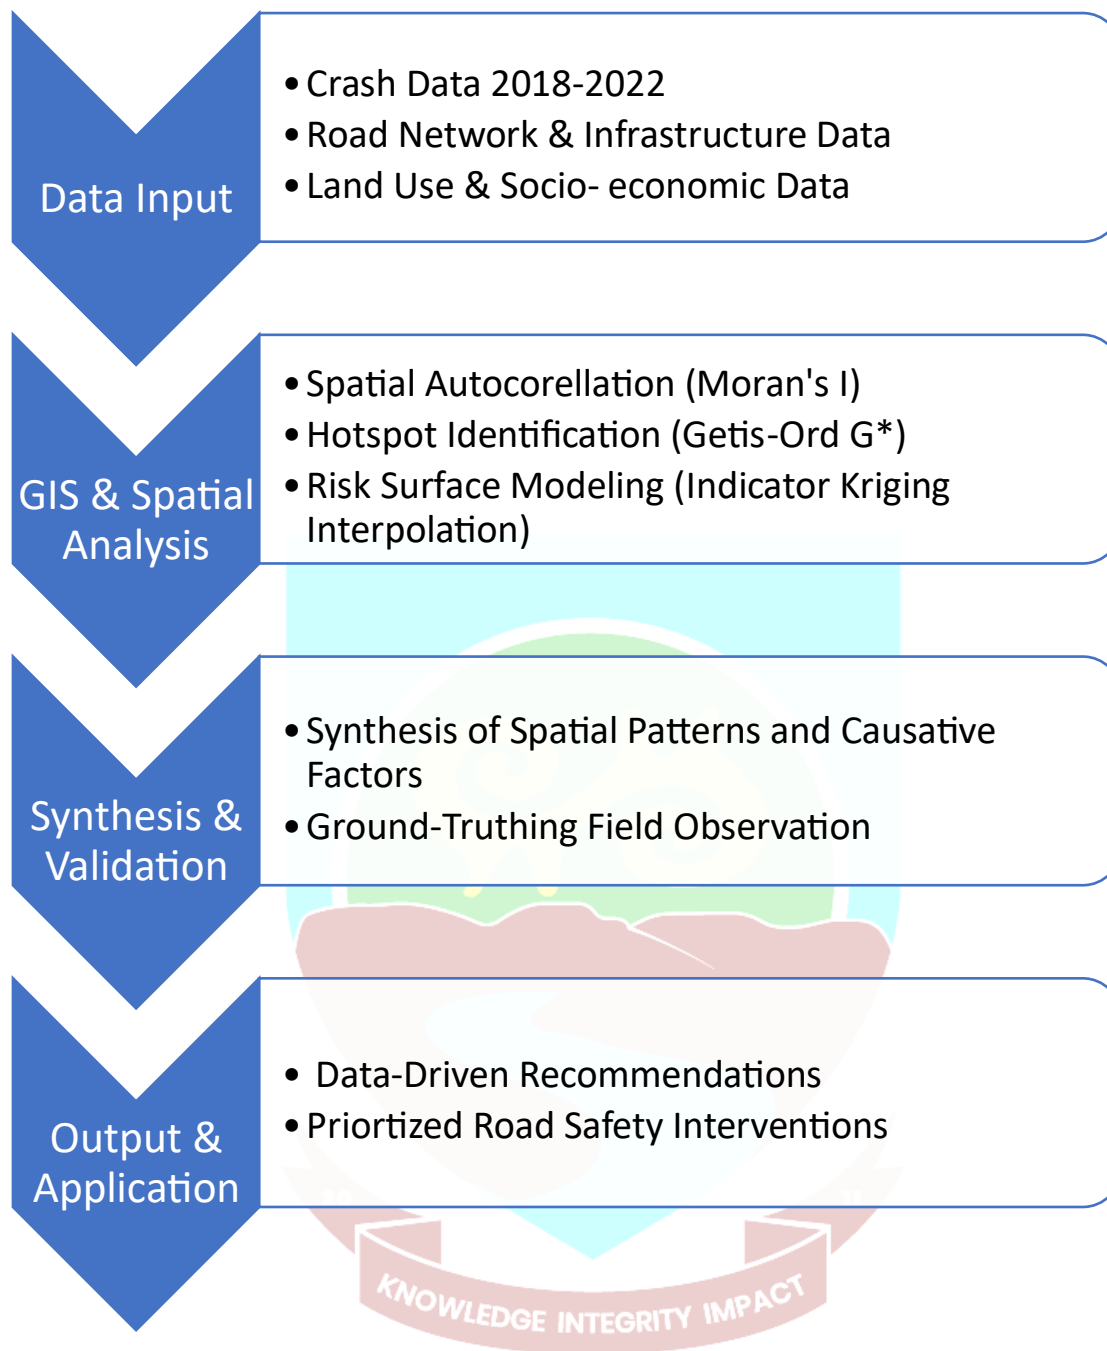 Data Input
• Crash Data 2018-2022
• Road Network & Infrastructure Data
• Land Use & Socio- economic Data
GIS & Spatial
Analysis
• Spatial Autocorellation (Moran's I)
• Hotspot Identification (Getis-Ord G*)
• Risk Surface Modeling (Indicator Kriging
Interpolation)
Synthesis &
Validation
• Synthesis of Spatial Patterns and Causative
Factors
• Ground-Truthing Field Observation
Output &
Application
• Data-Driven Recommendations
• Priortized Road Safety Interventions
KNOWLEDGE INTEGRITY IMPACT